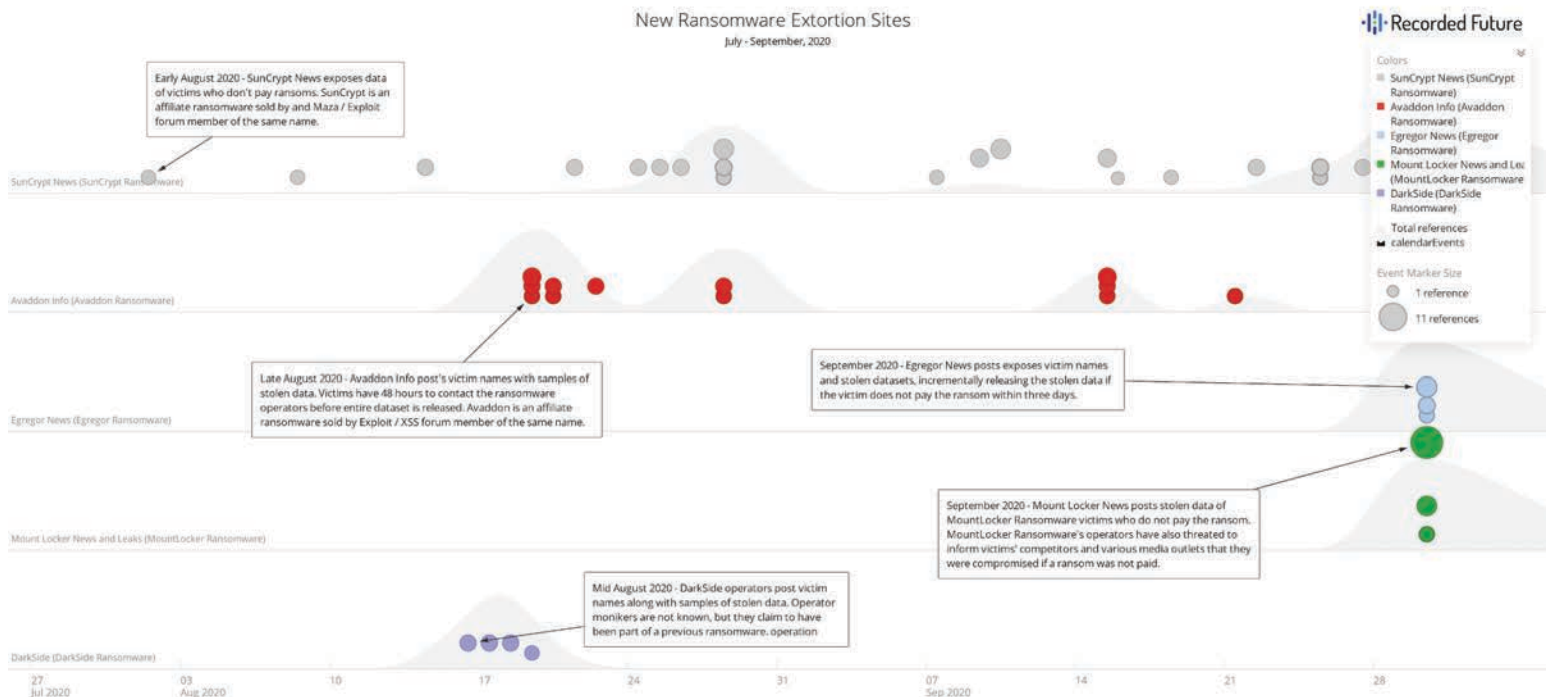 New Ransomware Extortion Sites
July - September, 2020
Recorded Future
Early August 2020 - SunCrypt News exposes data
of victims who don't pay ransoms. SunCrypt is an
affiliate ransomware sold by and Maza / Exploit
forum member of the same name.
SunCrypt News (SunCrypt Ransomware)
Colors
SunCrypt News (SunCrypt
Ransomware)
Avaddon Info (Avaddon
Ransomware)
Egregor News (Egregor
Ransomware)
Mount Locker News and Lea
(MountLocker Ransomware
DarkSide (DarkSide
Ransomware)
Total references
calendarEvents
Event Marker Size
1 reference
11 references
Avaddon Info (Avaddon Ransomware)
Late August 2020 - Avaddon Info post's victim names with samples of
stolen data. Victims have 48 hours to contact the ransomware
operators before entire dataset is released. Avaddon is an affiliate
ransomware sold by Exploit / XSS forum member of the same name.
September 2020 - Egregor News posts exposes victim names
and stolen datasets, incrementally releasing the stolen data if
the victim does not pay the ransom within three days.
Egregor News (Egregor Ransomware)
September 2020 - Mount Locker News posts stolen data of
MountLocker Ransomware victims who do not pay the ransom.
MountLocker Ransomware's operators have also threated to
inform victims' competitors and various media outlets that they
were compromised if a ransom was not paid.
Mount Locker News and Leaks (MountLocker Ransomware)
Mid August 2020 - DarkSide operators post victim
names along with samples of stolen data. Operator
monikers are not known, but they claim to have
been part of a previous ransomware. operation
DarkSide (DarkSide Ransomware)
27 03 10 17 24 07 14 21 28
Jul 2020 Aug 2020 Sep 2020